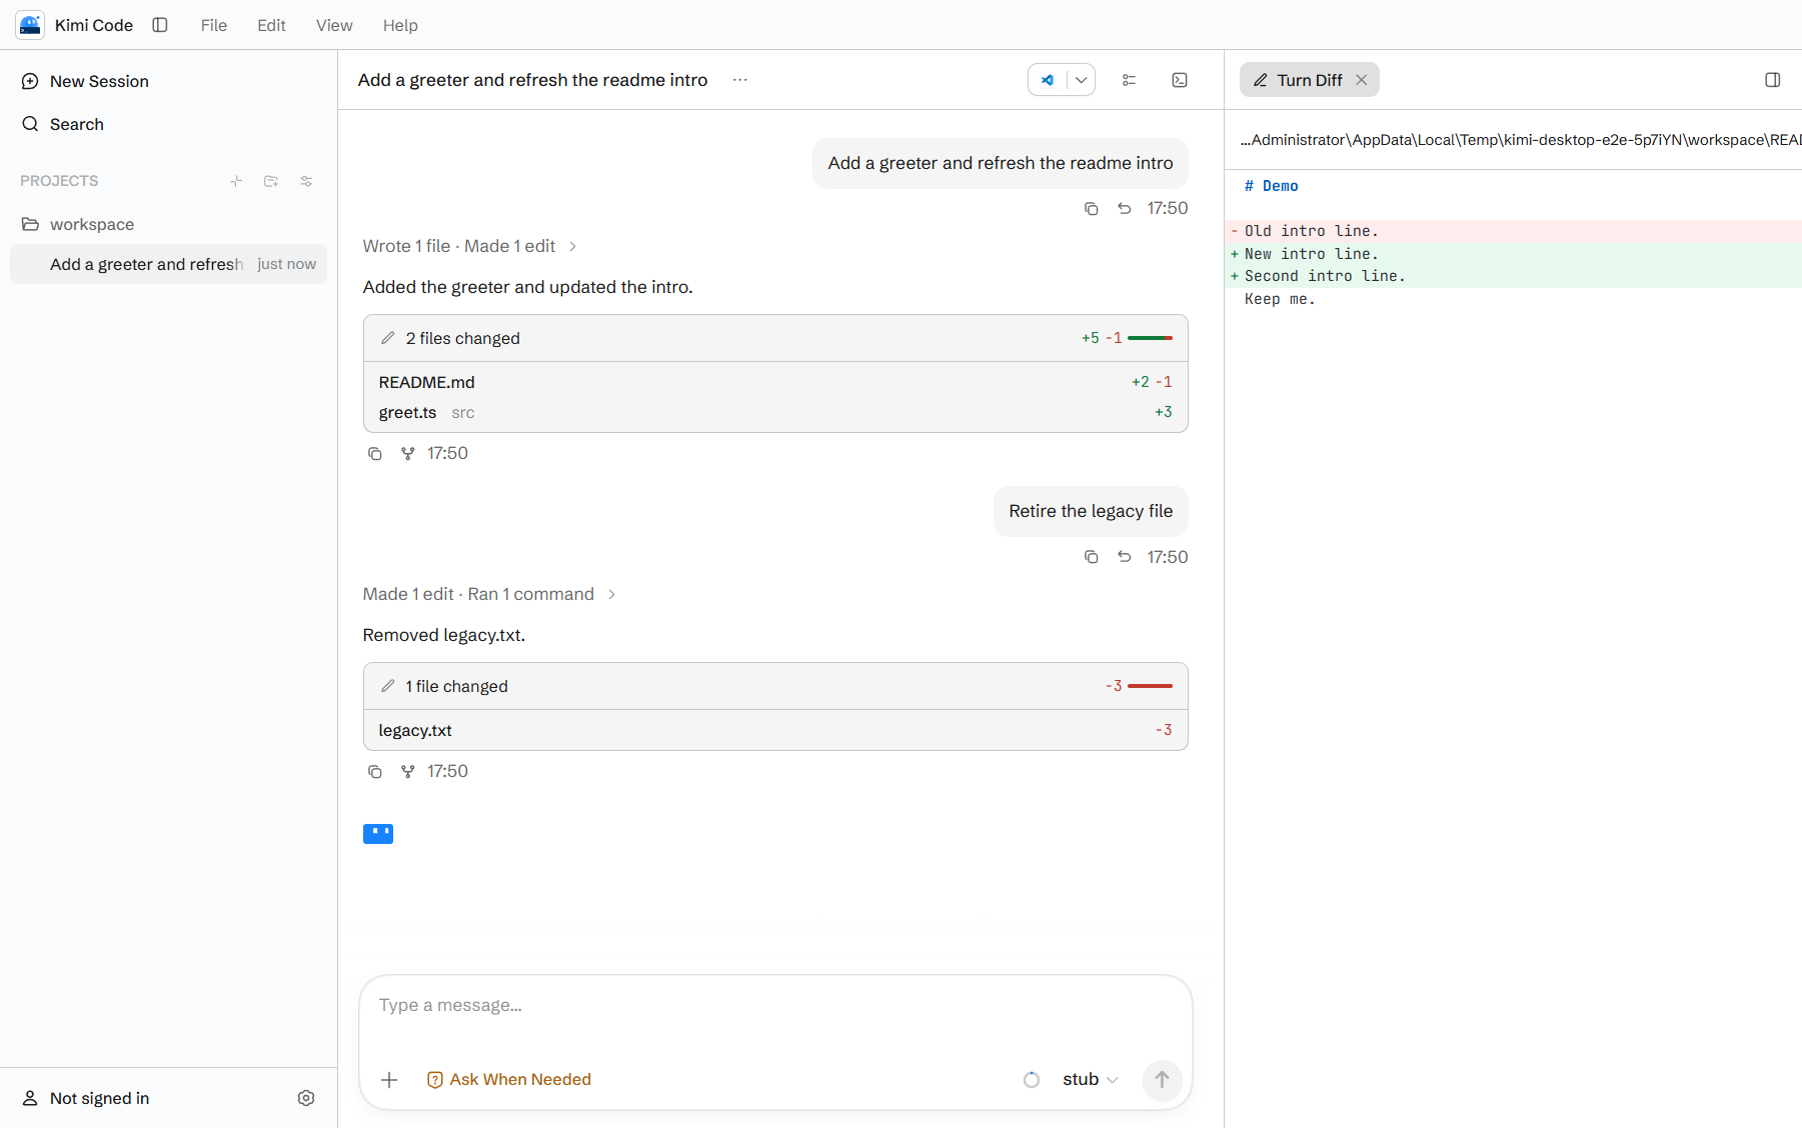 Kimi Code
File
Edit
View
Help
New Session
Search
PROJECTS
workspace
Add a greeter and refresh just now
Not signed in
Add a greeter and refresh the readme intro
Add a greeter and refresh the readme intro
17:50
Wrote 1 file · Made 1 edit
Added the greeter and updated the intro.
2 files changed +5 -1
README.md +2 -1
greet.ts src +3
17:50
Retire the legacy file
17:50
Made 1 edit · Ran 1 command
Removed legacy.txt.
1 file changed -3
legacy.txt -3
17:50
Type a message...
Ask When Needed
stub
Turn Diff
...Administrator\AppData\Local\Temp\kimi-desktop-e2e-5p7iYN\workspace\READ
# Demo
- Old intro line.
+ New intro line.
+ Second intro line.
Keep me.